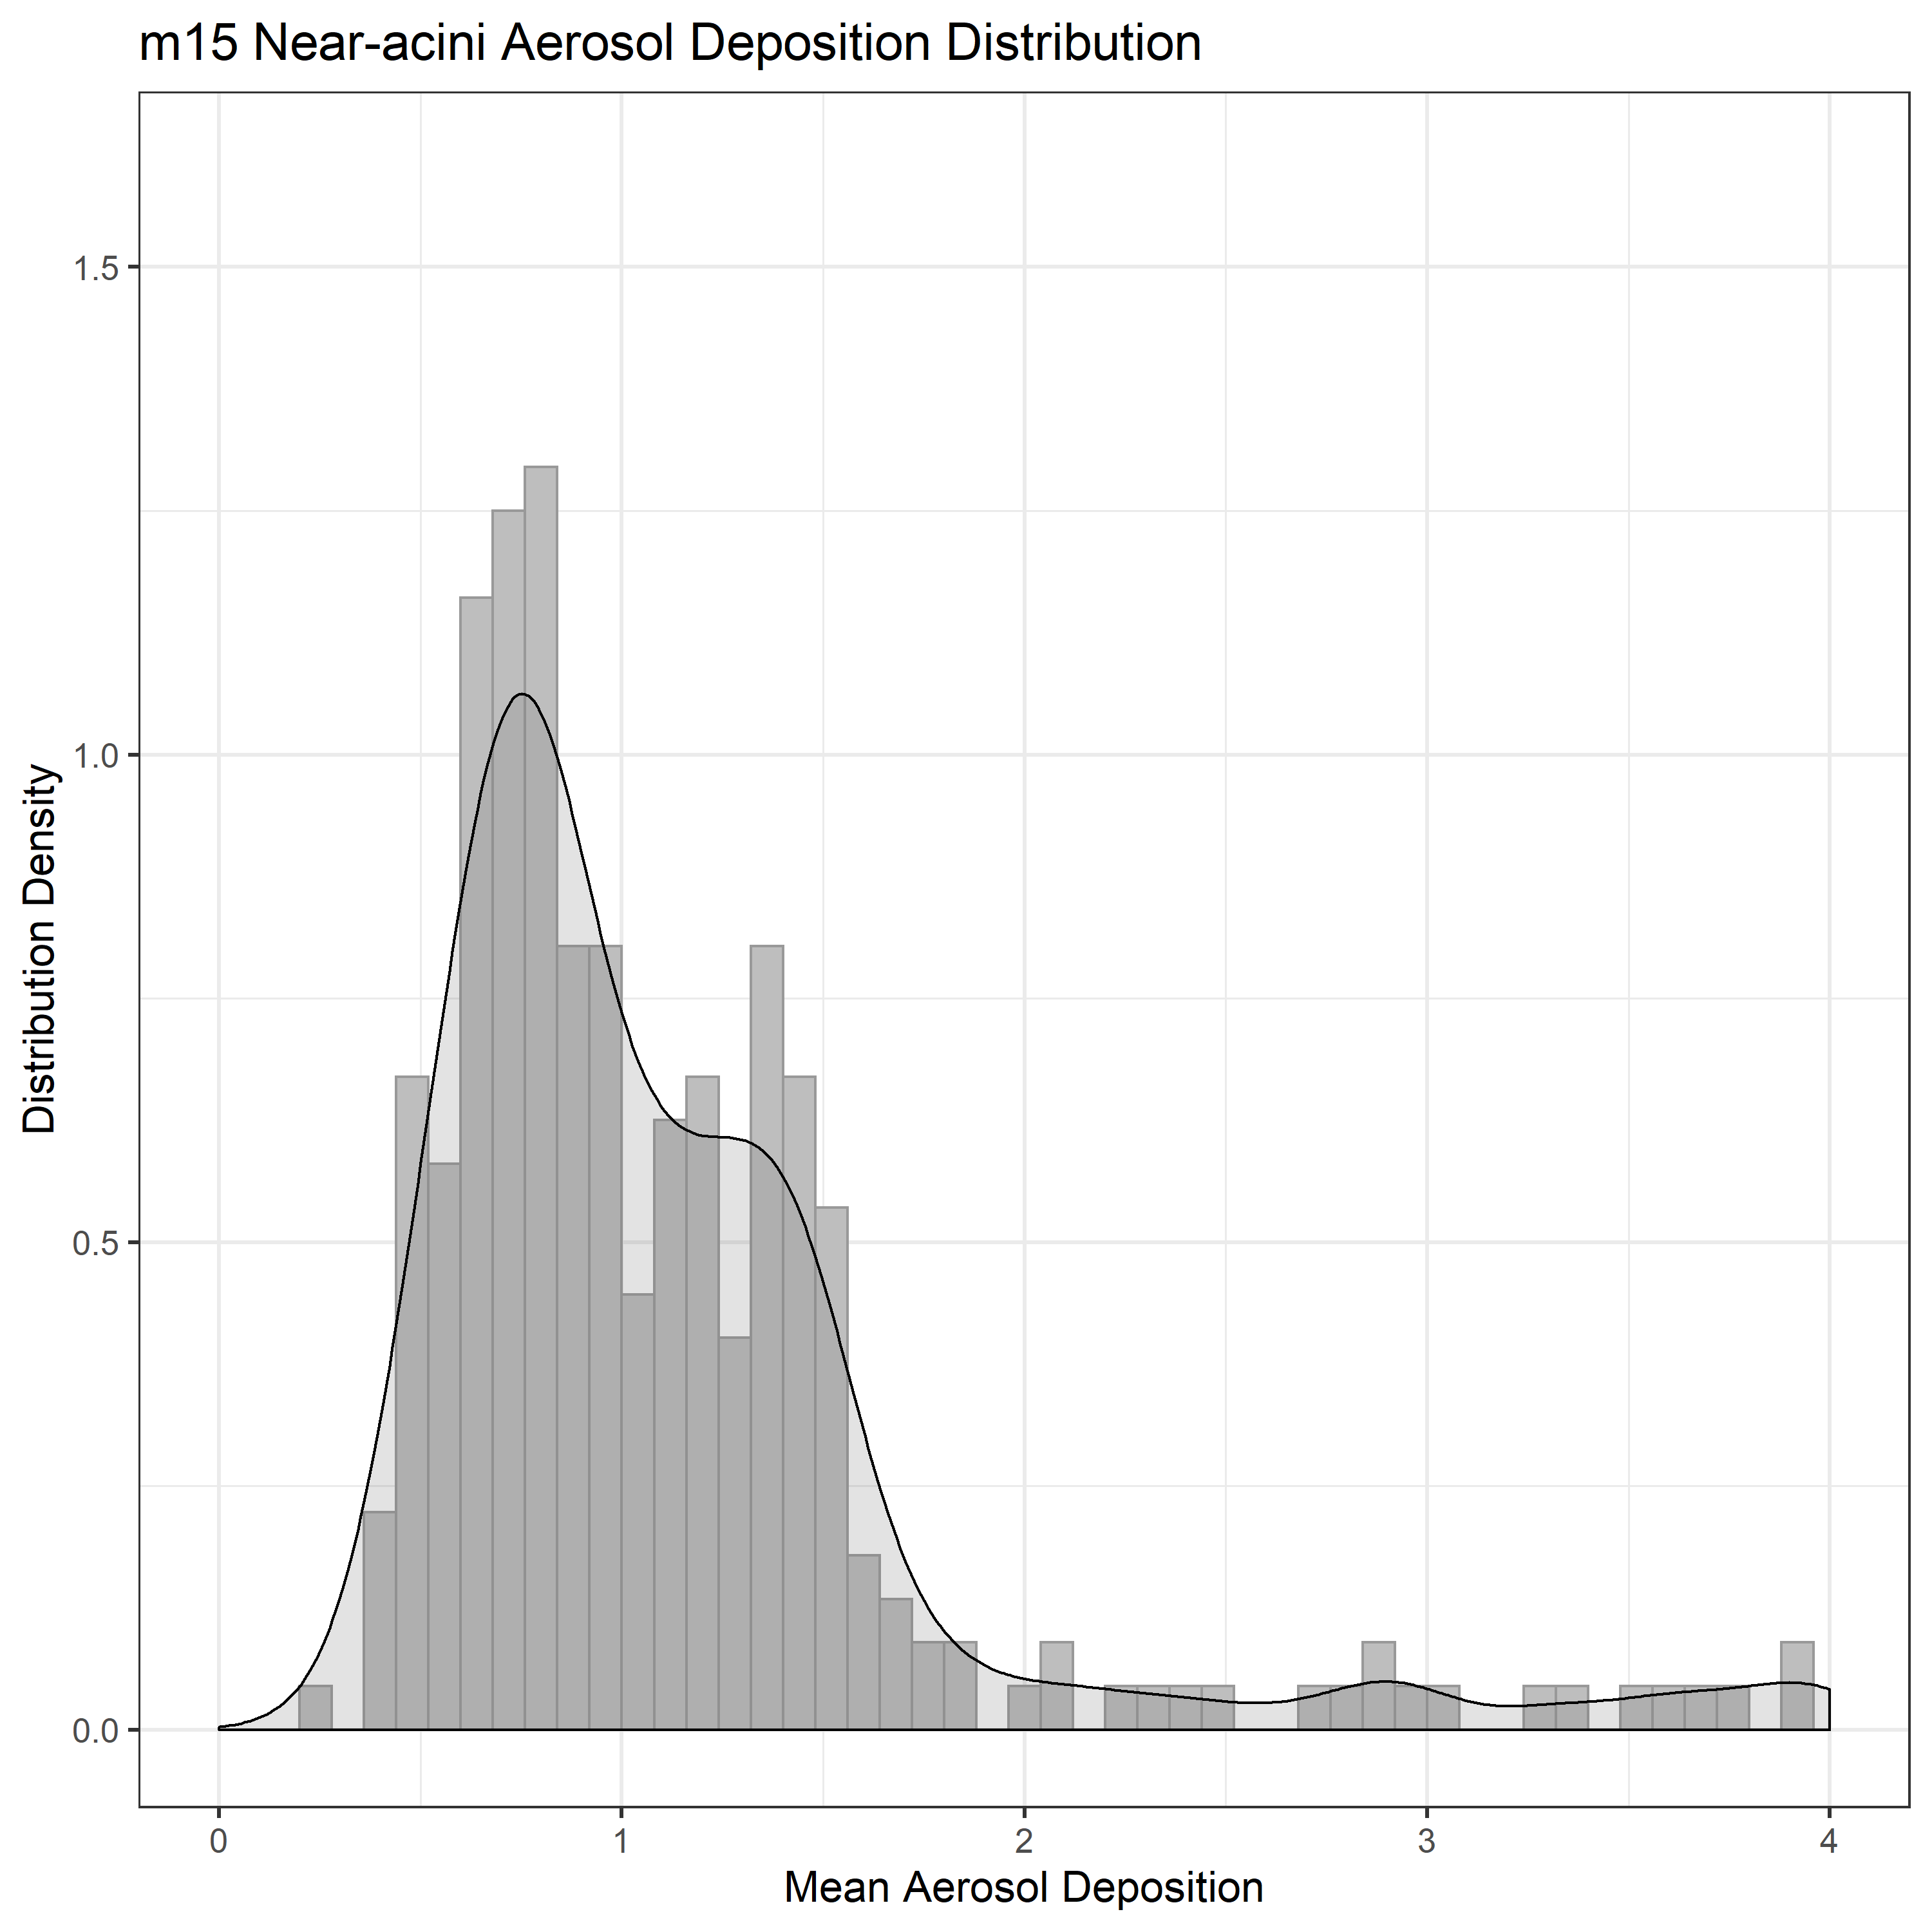 m15 Near-acini Aerosol Deposition Distribution
Distribution Density
1.5
1.0
0.5
0.0
0 1 2 3 4
Mean Aerosol Deposition